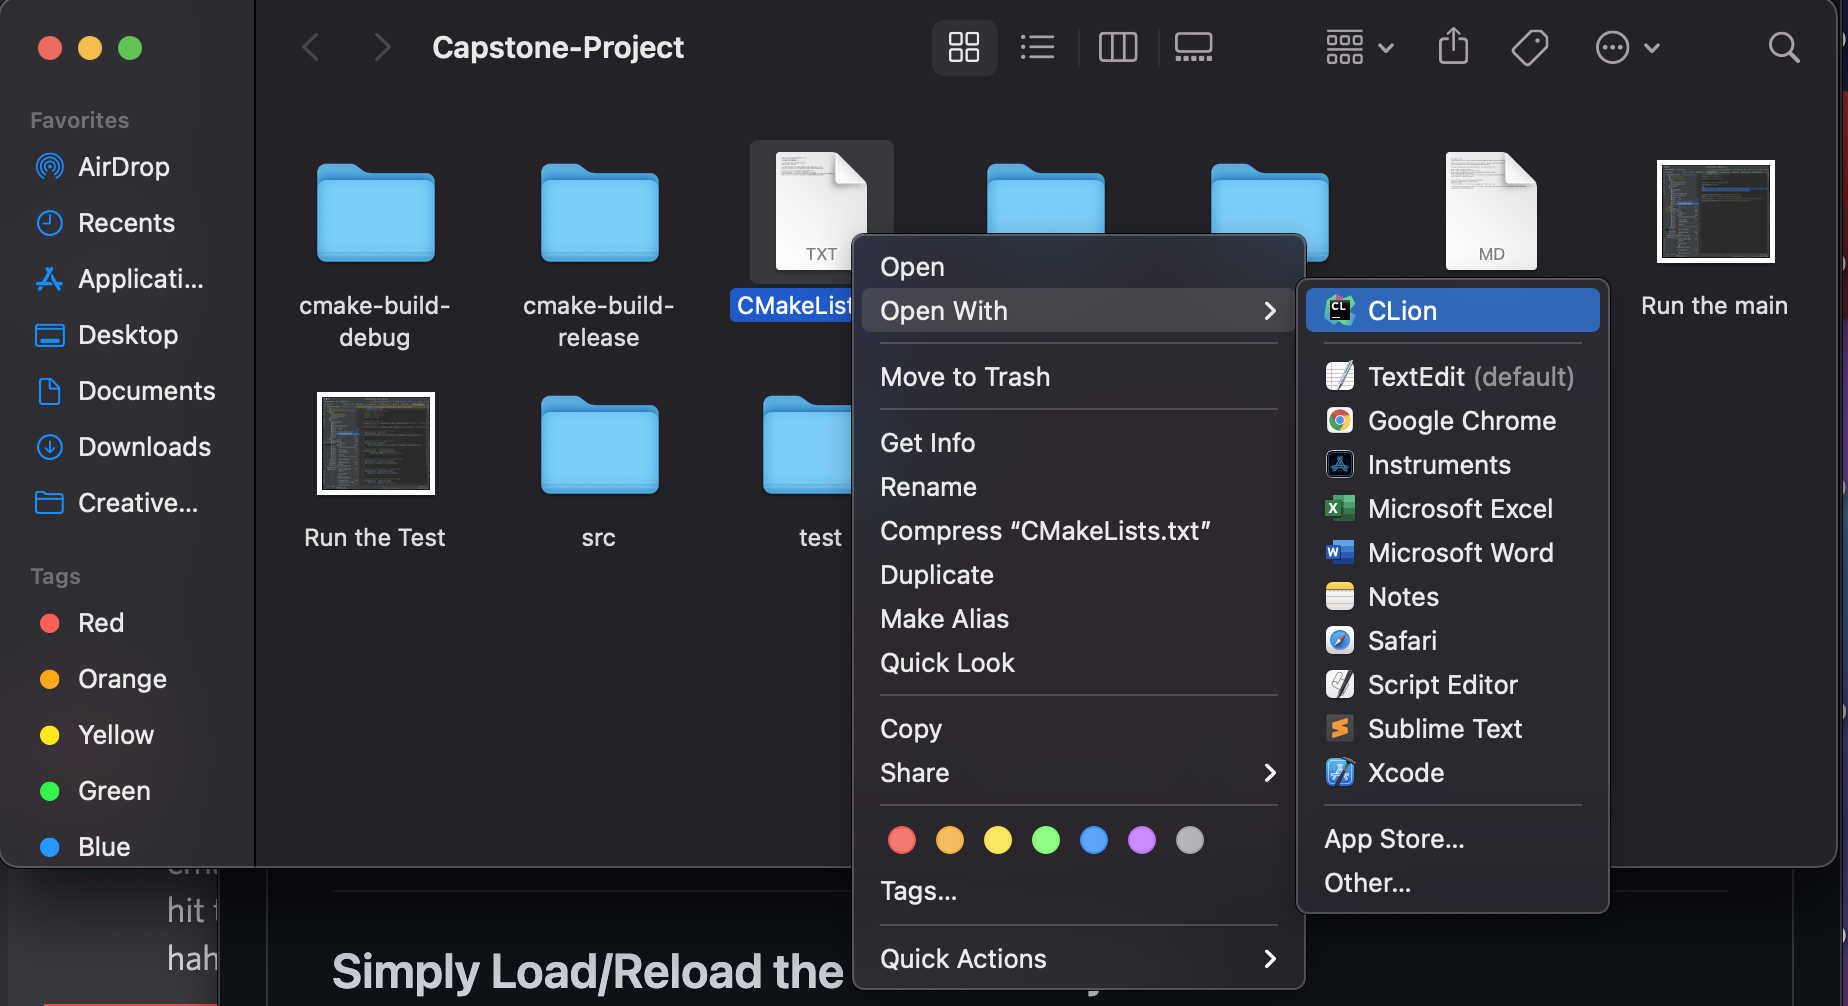 Capstone-Project
Favorites
AirDrop
Recents
Applicati...
Desktop
Documents
Downloads
Creative...
Tags
Red
Orange
Yellow
Green
Blue
cmake-build-
debug
cmake-build-
release
TXT
CMakeList
MD
Run the main
Run the Test
src
test
Open
Open With
Move to Trash
Get Info
Rename
Compress “CMakeLists.txt”
Duplicate
Make Alias
Quick Look
Copy
Share
Tags...
Quick Actions
CL
CLion
TextEdit (default)
Google Chrome
Instruments
X
Microsoft Excel
W
Microsoft Word
Notes
Safari
Script Editor
S
Sublime Text
Xcode
App Store...
Other...
hit t
hah
Simply Load/Reload the